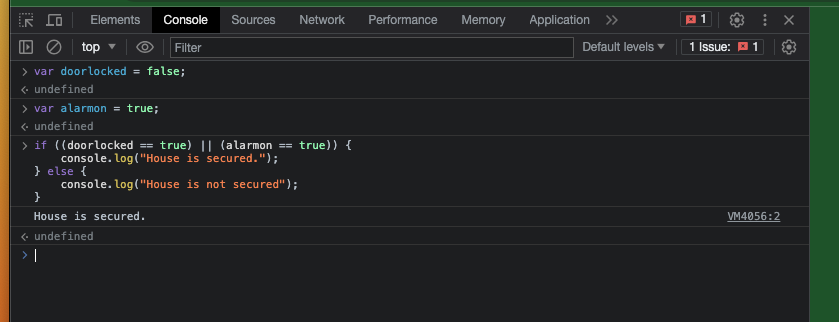 Elements Console Sources Network Performance Memory Application 1
top Filter Default levels 1 Issue: 1
var doorlocked = false;
undefined
var alarmon = true;
undefined
if ((doorlocked == true) || (alarmon == true)) {
    console.log("House is secured.");
} else {
    console.log("House is not secured");
}
House is secured. VM4056:2
undefined